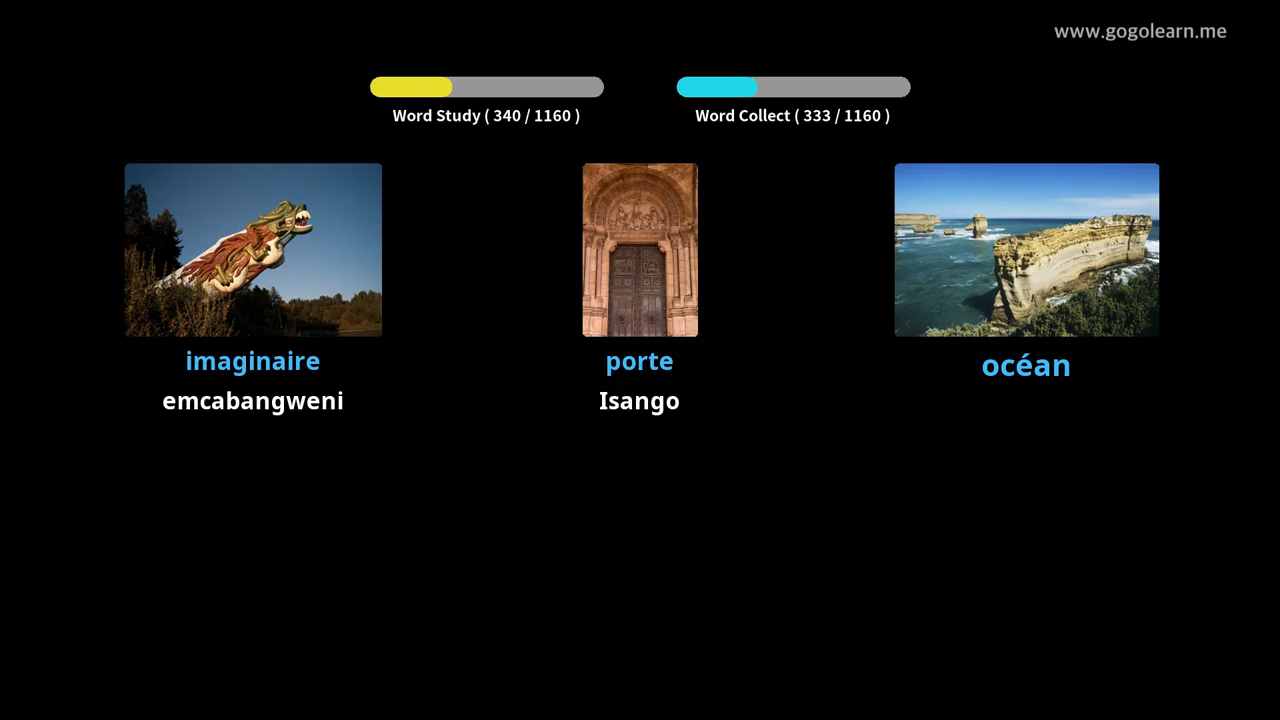 www.gogolearn.me
Word Study ( 340 / 1160 )
Word Collect ( 333 / 1160 )
imaginaire
porte
océan
emcabangweni
Isango